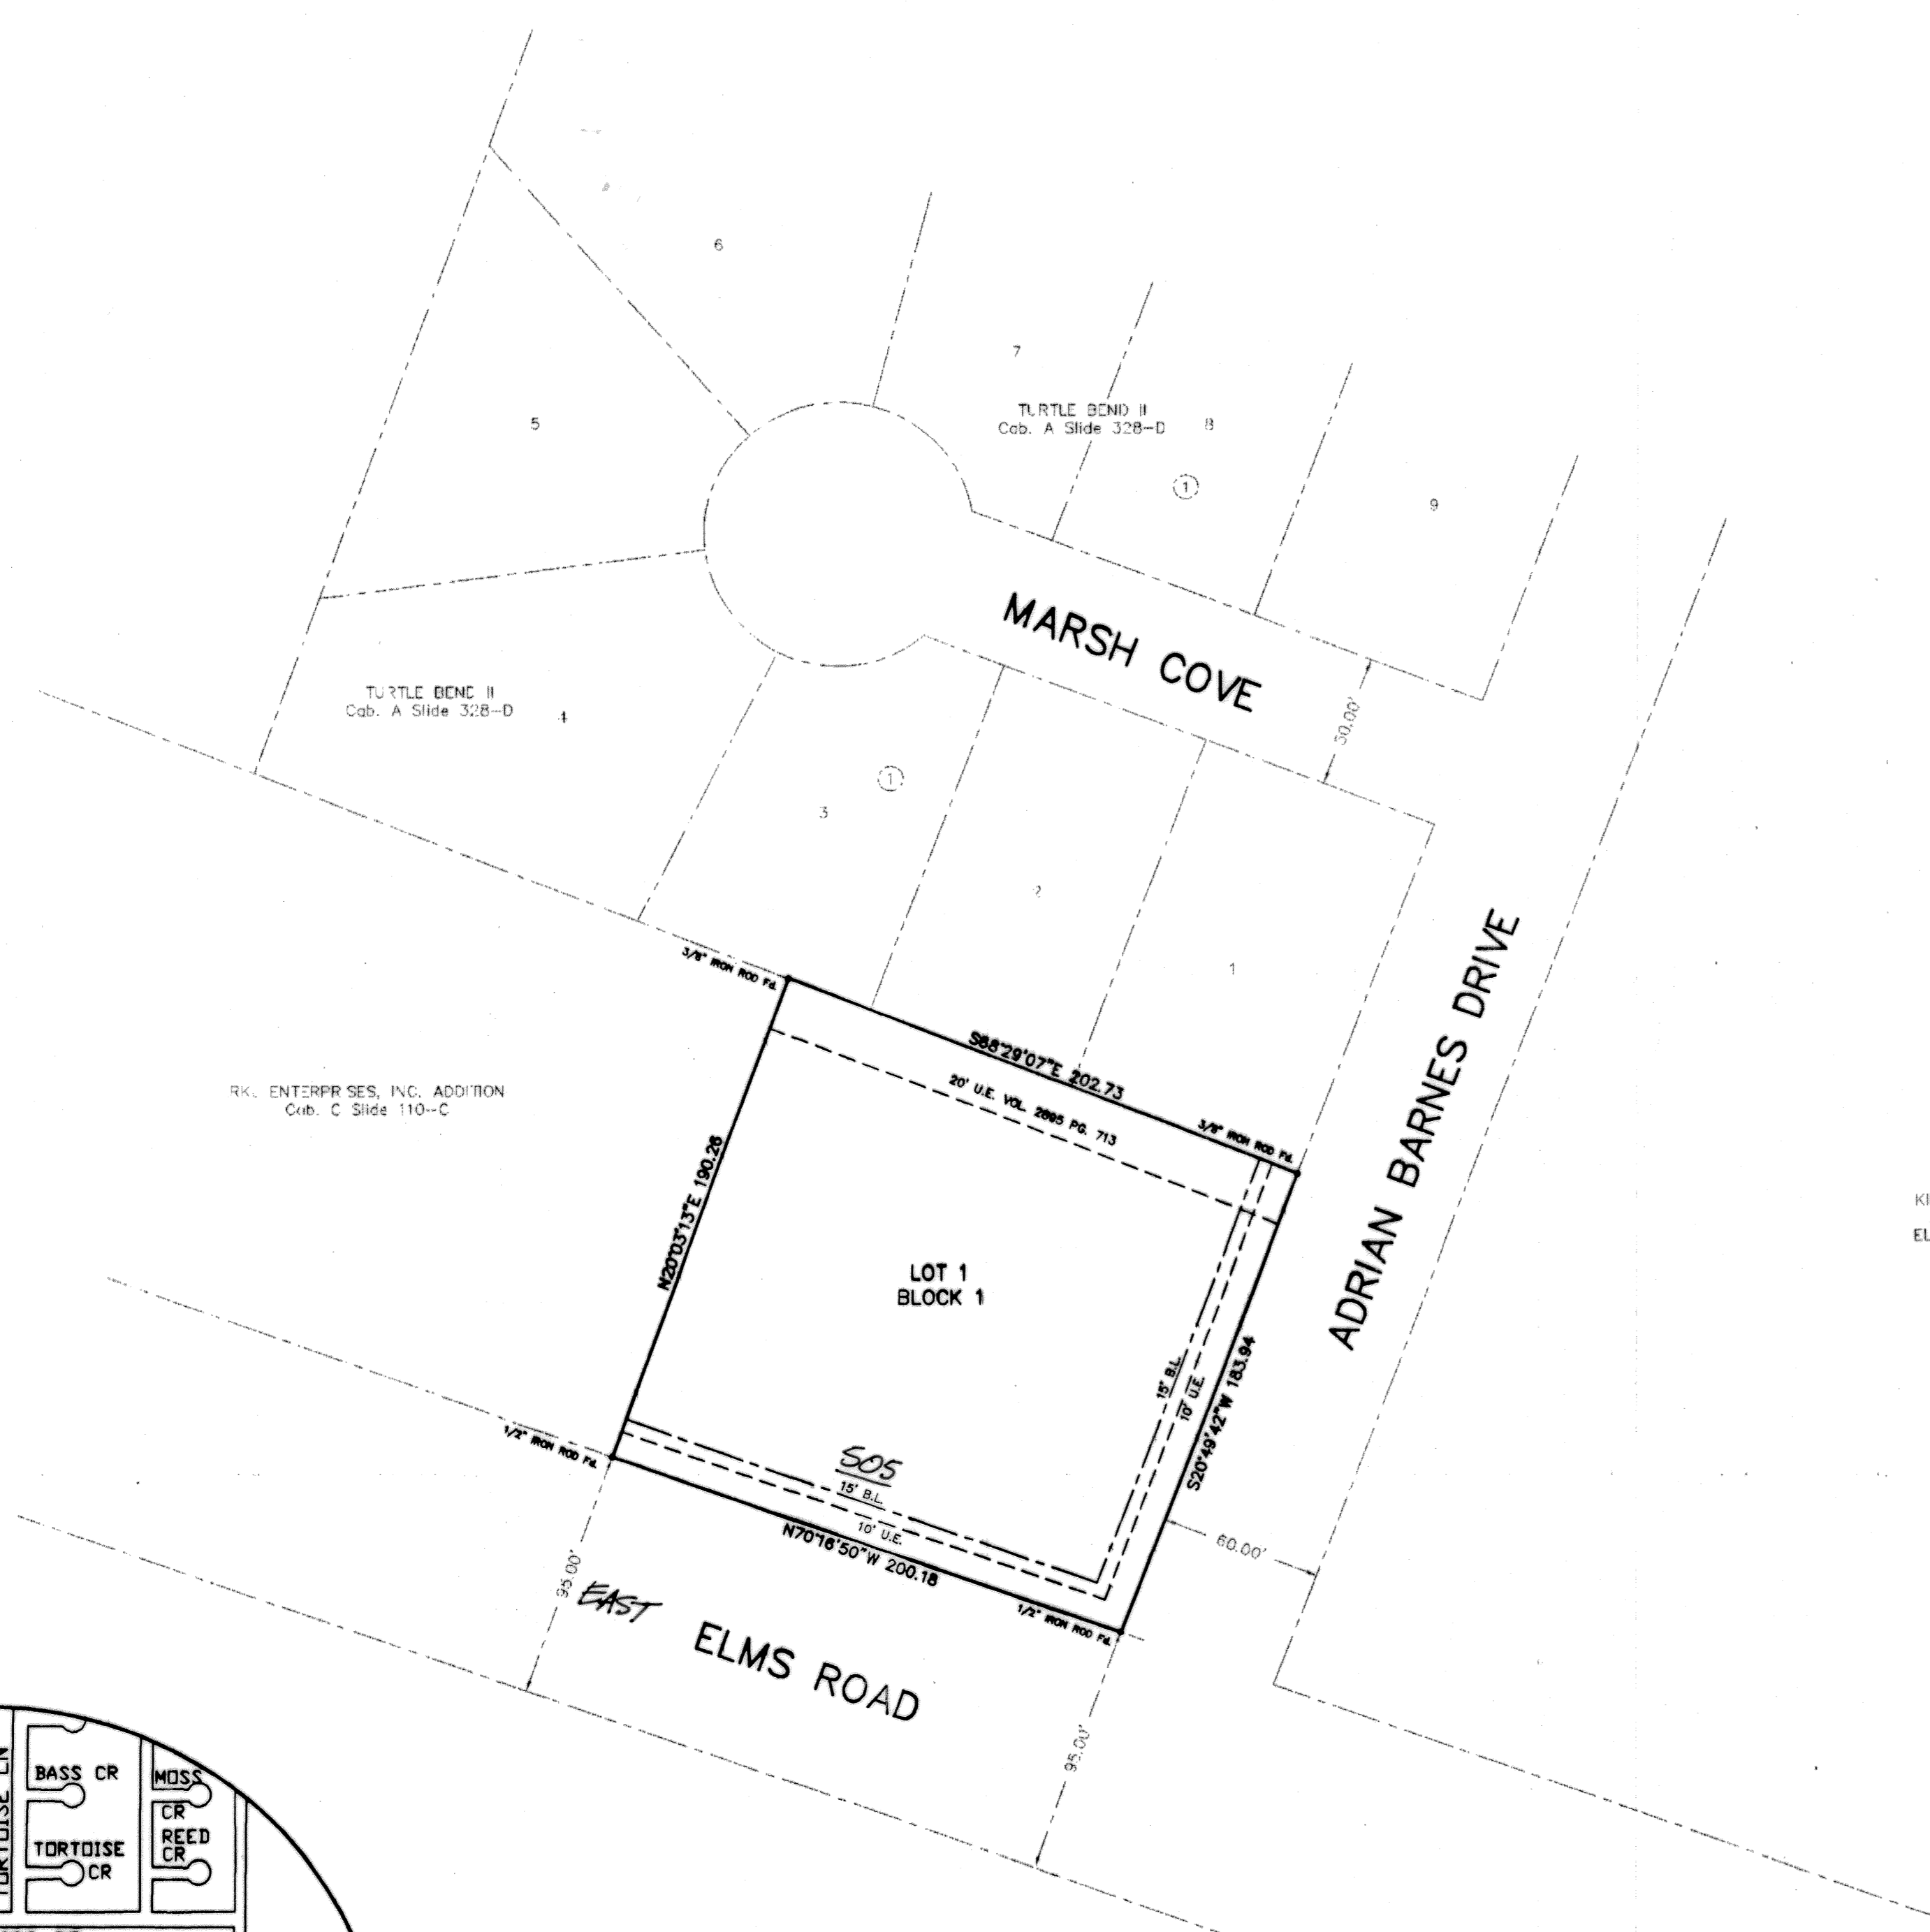 6
7
TURTLE BEND II
Cab. A Slide 328-D
8
1
5
9
MARSH COVE
TURTLE BEND II
Cab. A Slide 328-D
4
50.00'
1
3
2
1
3/8" IRON ROD Fd.
S68°29'07"E 202.73
20' U.E. VOL. 2695 PG. 713
3/8" IRON ROD Fd.
ADRIAN BARNES DRIVE
ENTERPRISES, INC. ADDITION
Cab. C Slide 110-C
N20°03'13"E 190.26
KI
EL
LOT 1
BLOCK 1
15' B.L.
10' U.E.
S20°49'42"W 183.94
1/2" IRON ROD Fd.
505
15' B.L.
10' U.E.
N70°16'50"W 200.18
60.00'
95.00'
EAST
ELMS ROAD
1/2" IRON ROD Fd.
95.00'
TORTOISE LN
BASS CR
MOSS
CR
REED
CR
TORTOISE
CR